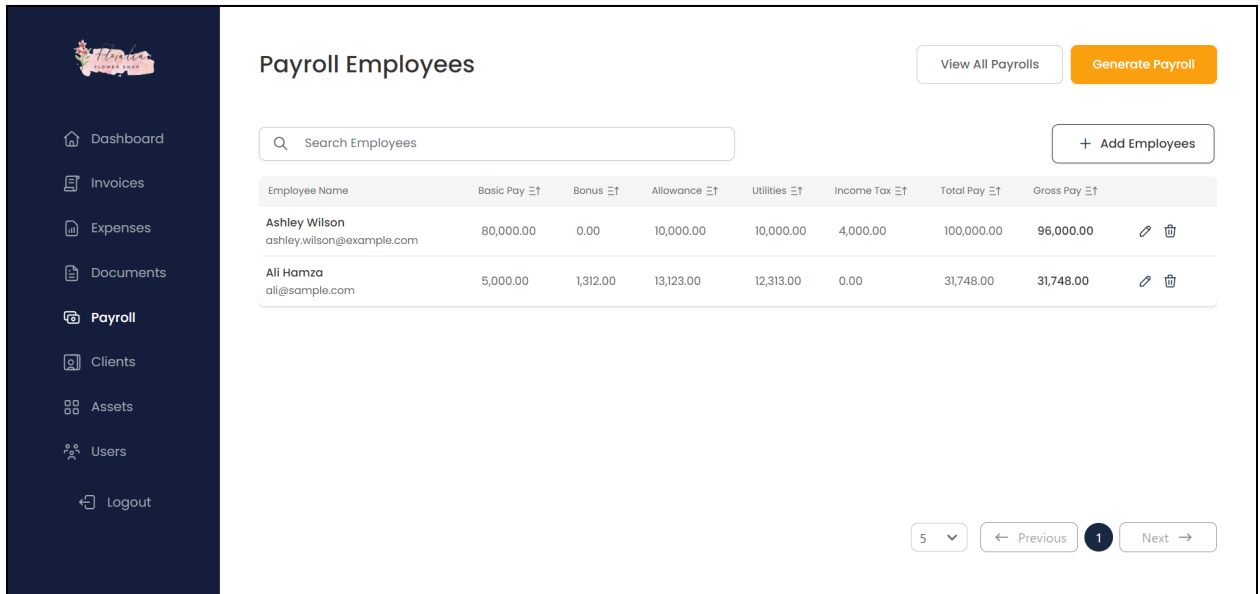 Floralia
FLOWER SHOP
Dashboard
Invoices
Expenses
Documents
Payroll
Clients
Assets
Users
Logout
Payroll Employees
View All Payrolls
Generate Payroll
Search Employees
+ Add Employees
Employee Name Basic Pay Bonus Allowance Utilities Income Tax Total Pay Gross Pay
Ashley Wilson
ashley.wilson@example.com
80,000.00 0.00 10,000.00 10,000.00 4,000.00 100,000.00 96,000.00
Ali Hamza
ali@sample.com
5,000.00 1,312.00 13,123.00 12,313.00 0.00 31,748.00 31,748.00
5 ← Previous 1 Next →